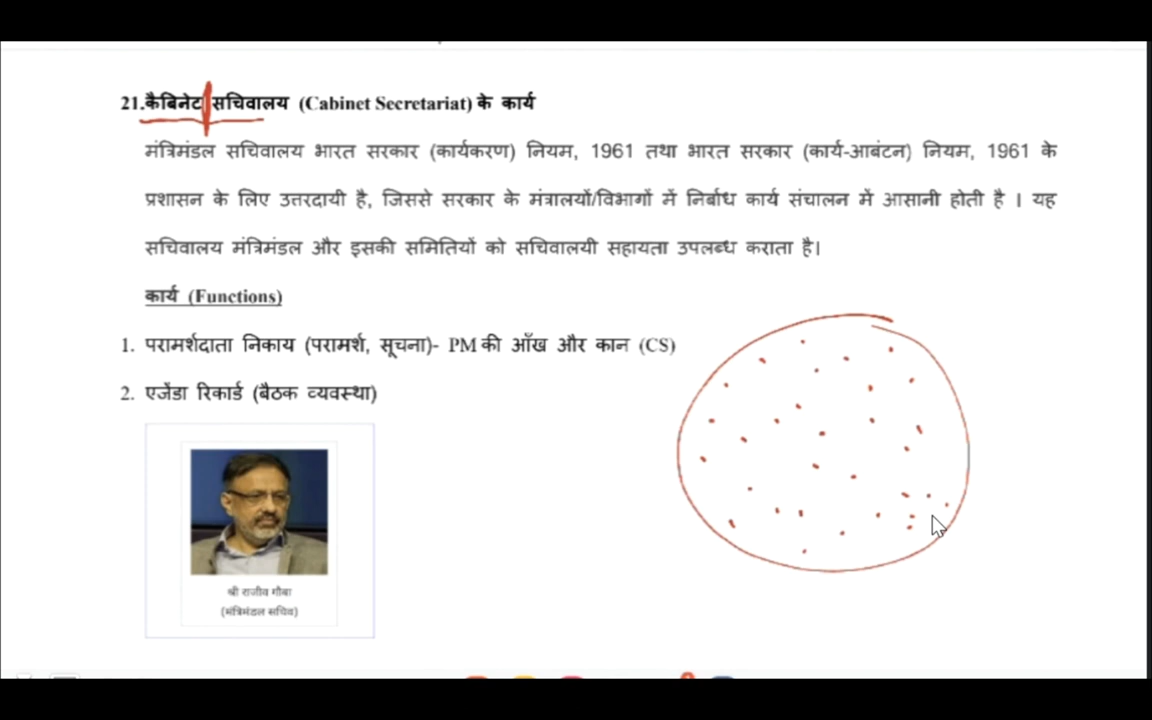 21.कैबिनेट सचिवालय (Cabinet Secretariat) के कार्य
मंत्रिमंडल सचिवालय भारत सरकार (कार्यकरण) नियम, 1961 तथा भारत सरकार (कार्य-आबंटन) नियम, 1961 के
प्रशासन के लिए उत्तरदायी है, जिससे सरकार के मंत्रालयों/विभागों में निर्बाध कार्य संचालन में आसानी होती है । यह
सचिवालय मंत्रिमंडल और इसकी समितियों को सचिवालयी सहायता उपलब्ध कराता है।
कार्य (Functions)
1. परामर्शदाता निकाय (परामर्श, सूचना)- PM की आँख और कान (CS)
2. एजेंडा रिकार्ड (बैठक व्यवस्था)
श्री राजीव गौबा
(मंत्रिमंडल सचिव)